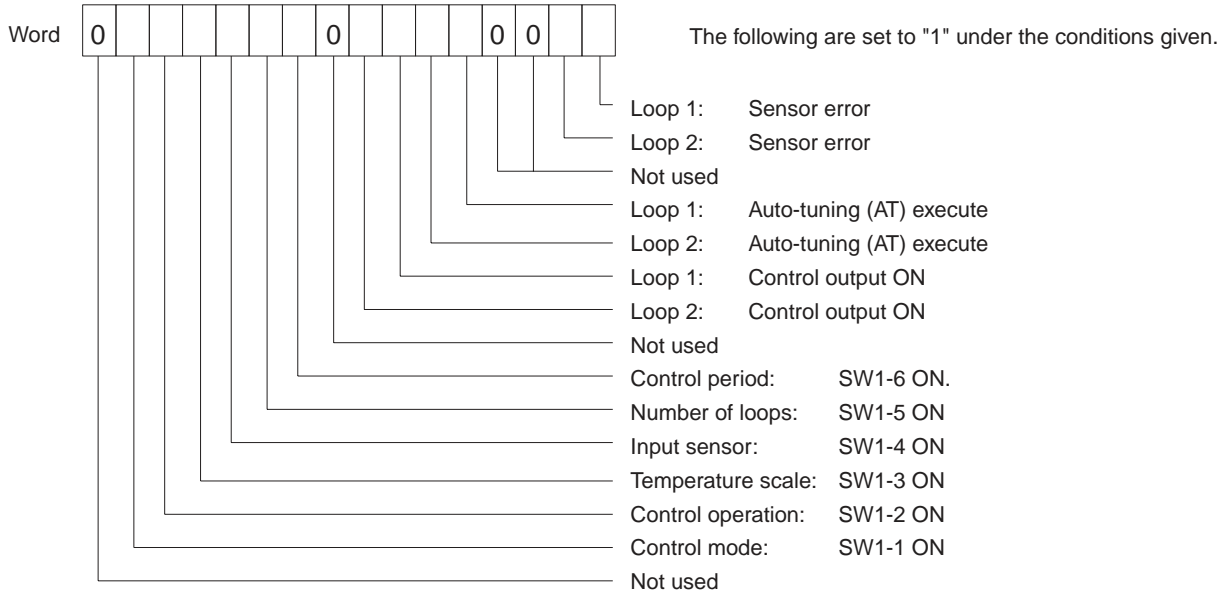 Word 0 0 0 0 The following are set to "1" under the conditions given.
Loop 1: Sensor error
Loop 2: Sensor error
Not used
Loop 1: Auto-tuning (AT) execute
Loop 2: Auto-tuning (AT) execute
Loop 1: Control output ON
Loop 2: Control output ON
Not used
Control period: SW1-6 ON.
Number of loops: SW1-5 ON
Input sensor: SW1-4 ON
Temperature scale: SW1-3 ON
Control operation: SW1-2 ON
Control mode: SW1-1 ON
Not used